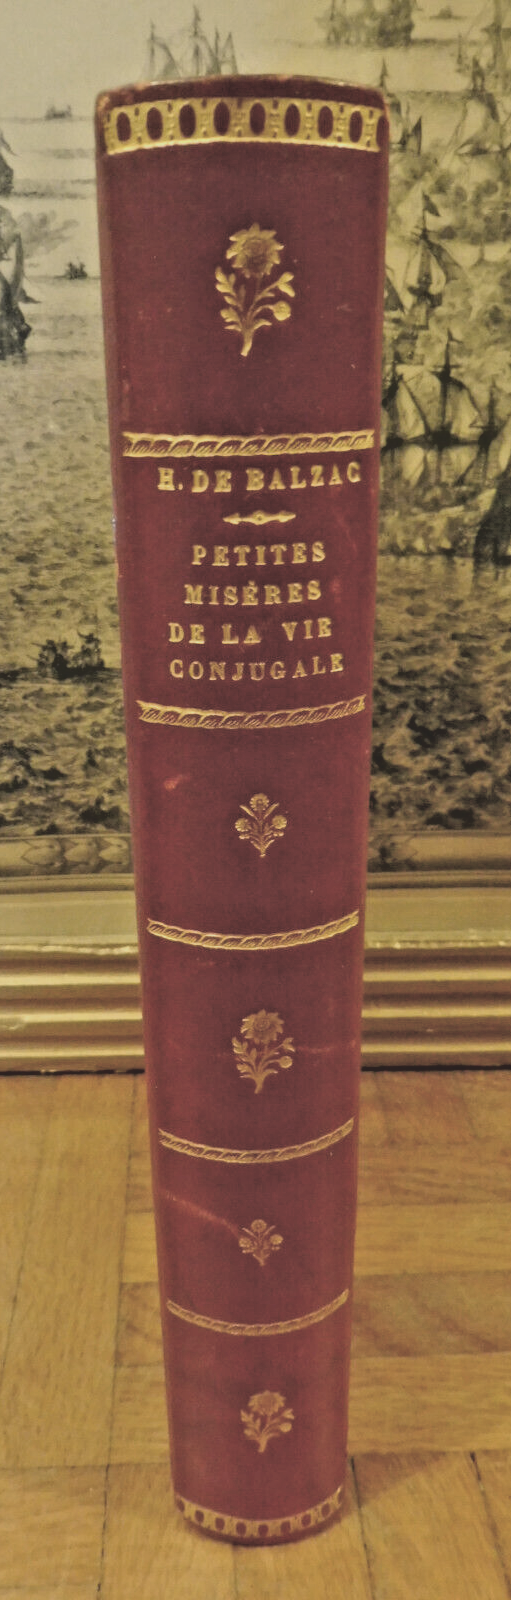 H. DE BALZAC
PETITES
MISÈRES
DE LA VIE
CONJUGALE